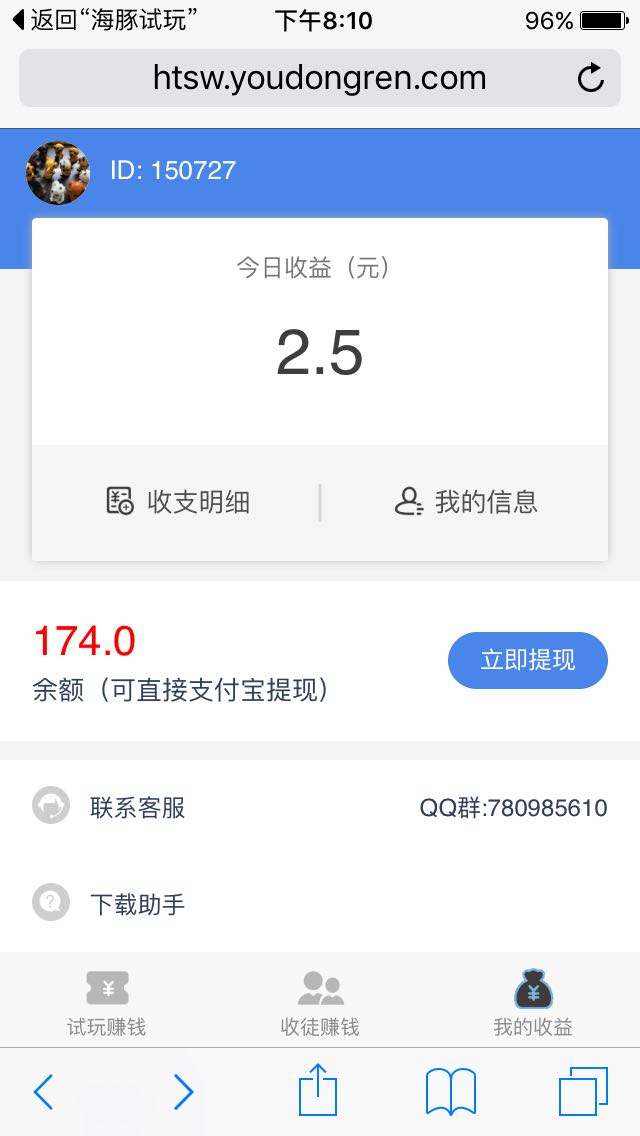 返回“海豚试玩” 下午8:10 96%
htsw.youdongren.com
ID: 150727
今日收益（元）
2.5
收支明细 我的信息
174.0
余额（可直接支付宝提现）
立即提现
联系客服 QQ群:780985610
下载助手
试玩赚钱 收徒赚钱 我的收益